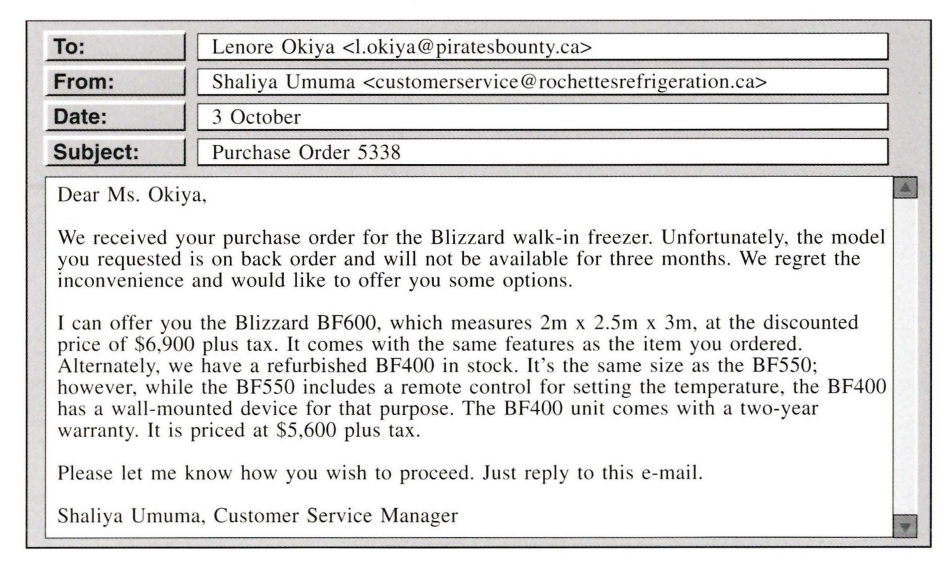 To: Lenore Okiya <l.okiya@piratesbounty.ca>
From: Shaliya Umuma <customerservice@rochettesrefrigeration.ca>
Date: 3 October
Subject: Purchase Order 5338
Dear Ms. Okiya,
We received your purchase order for the Blizzard walk-in freezer. Unfortunately, the model
you requested is on back order and will not be available for three months. We regret the
inconvenience and would like to offer you some options.
I can offer you the Blizzard BF600, which measures 2m x 2.5m x 3m, at the discounted
price of $6,900 plus tax. It comes with the same features as the item you ordered.
Alternately, we have a refurbished BF400 in stock. It's the same size as the BF550;
however, while the BF550 includes a remote control for setting the temperature, the BF400
has a wall-mounted device for that purpose. The BF400 unit comes with a two-year
warranty. It is priced at $5,600 plus tax.
Please let me know how you wish to proceed. Just reply to this e-mail.
Shaliya Umuma, Customer Service Manager